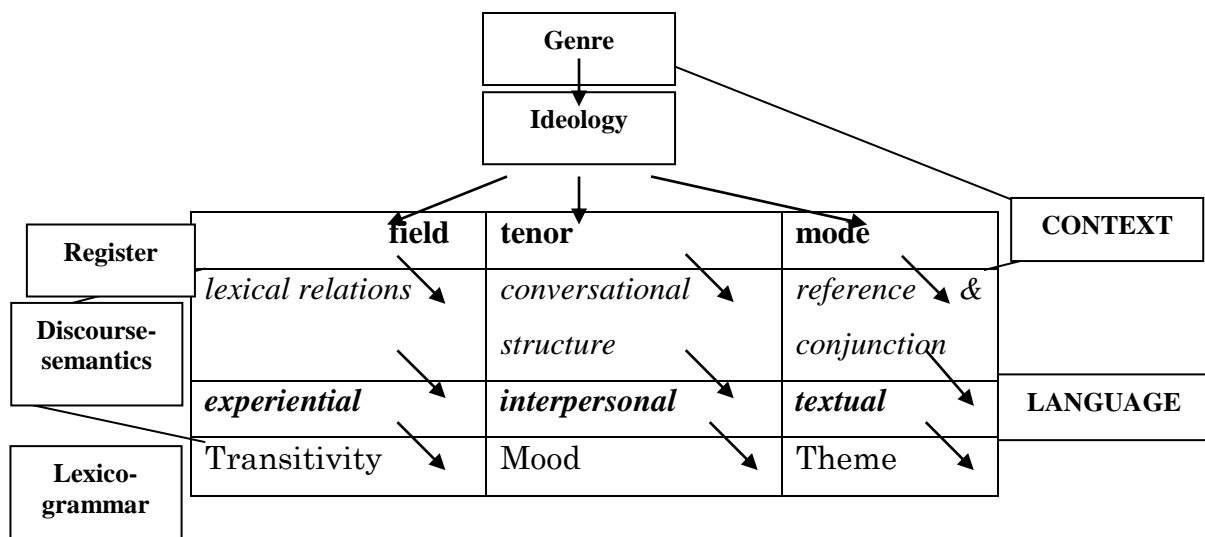 Genre
Ideology
field tenor mode
CONTEXT
Register
lexical relations conversational structure reference & conjunction
Discourse-
semantics
experiential interpersonal textual
LANGUAGE
Transitivity Mood Theme
Lexico-
grammar